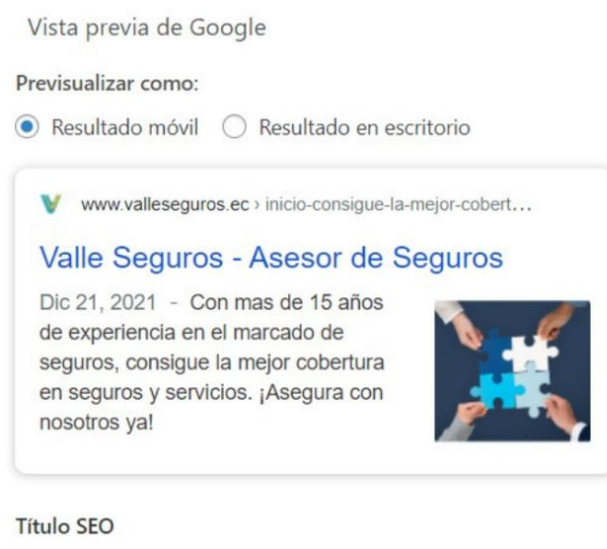 Vista previa de Google
Previsualizar como:
Resultado móvil Resultado en escritorio
www.valleseguros.ec › inicio-consigue-la-mejor-cobert...
Valle Seguros - Asesor de Seguros
Dic 21, 2021 - Con mas de 15 años
de experiencia en el marcado de
seguros, consigue la mejor cobertura
en seguros y servicios. ¡Asegura con
nosotros ya!
Título SEO